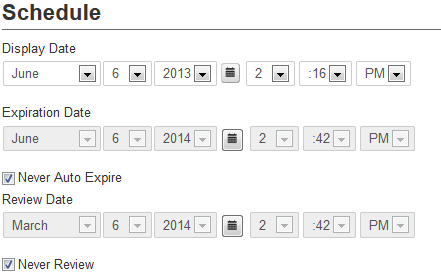 Schedule
Display Date
June 6 2013 2 :16 PM
Expiration Date
June 6 2014 2 :42 PM
Never Auto Expire
Review Date
March 6 2014 2 :42 PM
Never Review